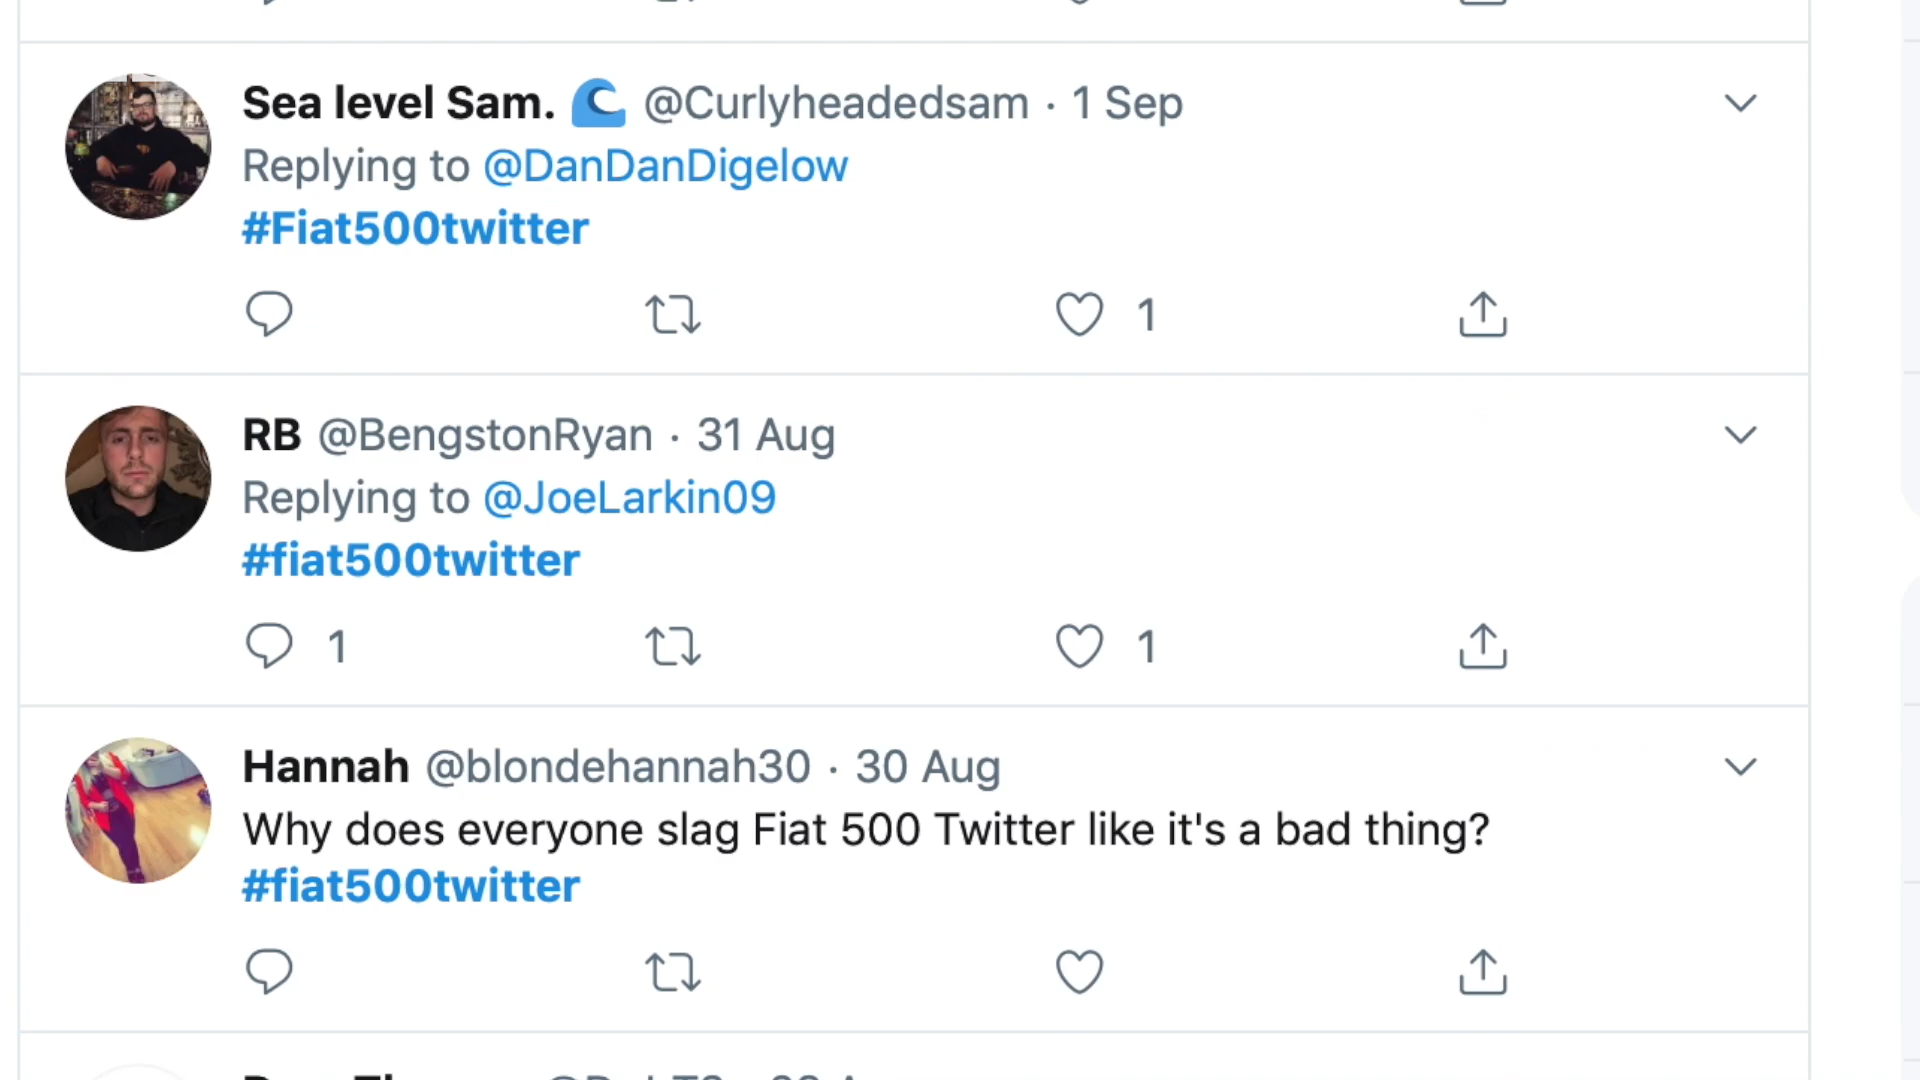 Sea level Sam. 🌊 @Curlyheadedsam · 1 Sep
Replying to @DanDanDigelow
#Fiat500twitter
1
RB @BengstonRyan · 31 Aug
Replying to @JoeLarkin09
#fiat500twitter
1 1
Hannah @blondehannah30 · 30 Aug
Why does everyone slag Fiat 500 Twitter like it's a bad thing?
#fiat500twitter